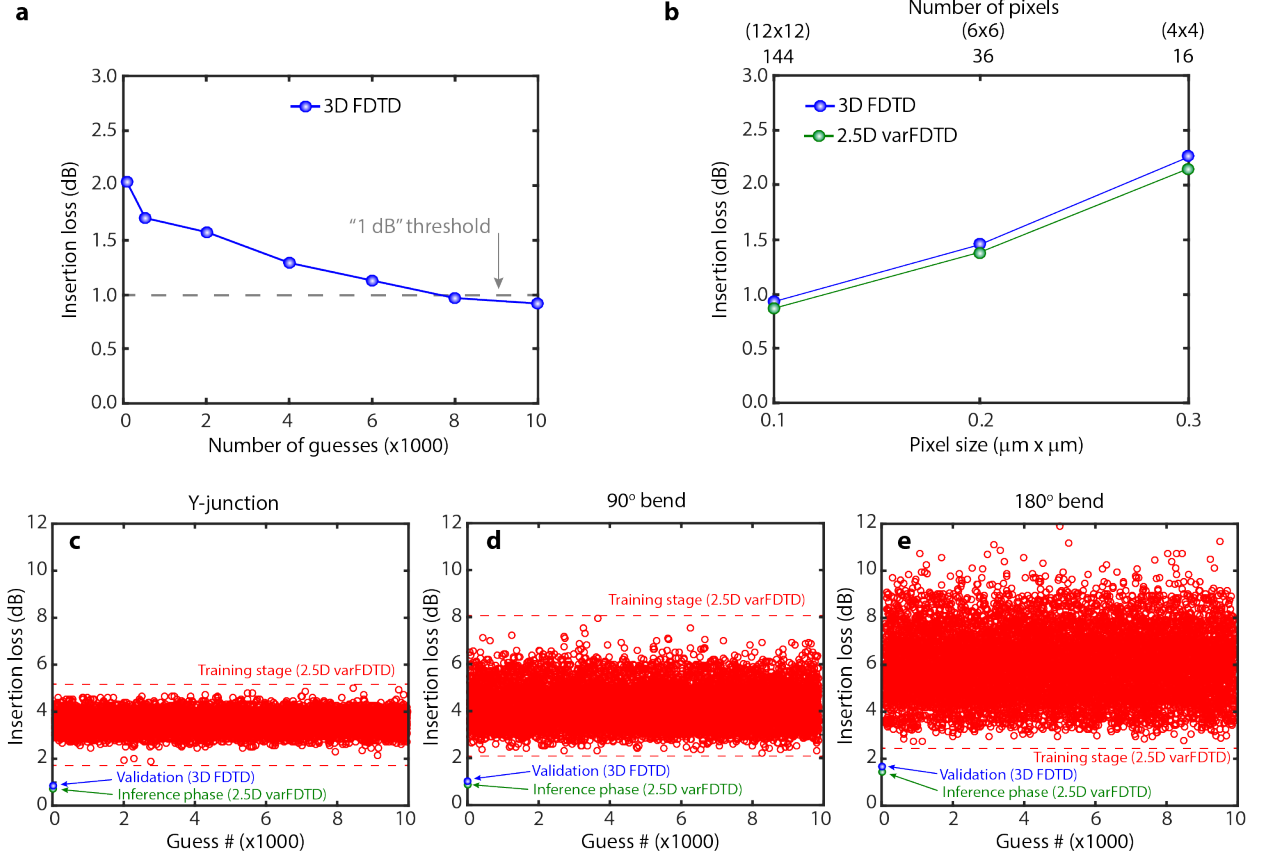 a
3.0
2.5
2.0
1.5
1.0
0.5
0.0
Insertion loss (dB)
3D FDTD
“1 dB” threshold
0 2 4 6 8 10
Number of guesses (x1000)
b
Number of pixels
(12x12) (6x6) (4x4)
144 36 16
3.0
2.5
2.0
1.5
1.0
0.5
0.0
Insertion loss (dB)
3D FDTD
2.5D varFDTD
0.1 0.2 0.3
Pixel size (μm x μm)
Y-junction
c
12
10
8
6
4
2
0
Insertion loss (dB)
Training stage (2.5D varFDTD)
Validation (3D FDTD)
Inference phase (2.5D varFDTD)
0 2 4 6 8 10
Guess # (x1000)
90° bend
d
12
10
8
6
4
2
0
Insertion loss (dB)
Training stage (2.5D varFDTD)
Validation (3D FDTD)
Inference phase (2.5D varFDTD)
0 2 4 6 8 10
Guess # (x1000)
180° bend
e
12
10
8
6
4
2
0
Insertion loss (dB)
Training stage (2.5D varFDTD)
Validation (3D FDTD)
Inference phase (2.5D varFDTD)
0 2 4 6 8 10
Guess # (x1000)